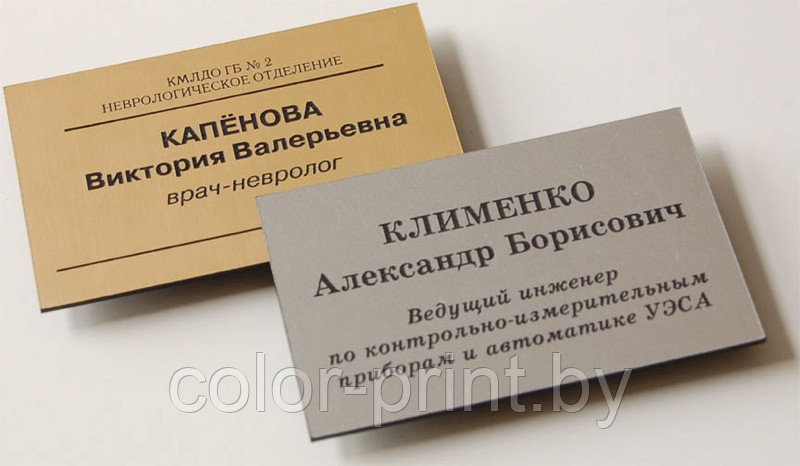 КМЛДО ГБ № 2
НЕВРОЛОГИЧЕСКОЕ ОТДЕЛЕНИЕ
КАПЁНОВА
Виктория Валерьевна
врач-невролог
КЛИМЕНКО
Александр Борисович
Ведущий инженер
по контрольно-измерительным
приборам и автоматике УЭСА
color-print.by